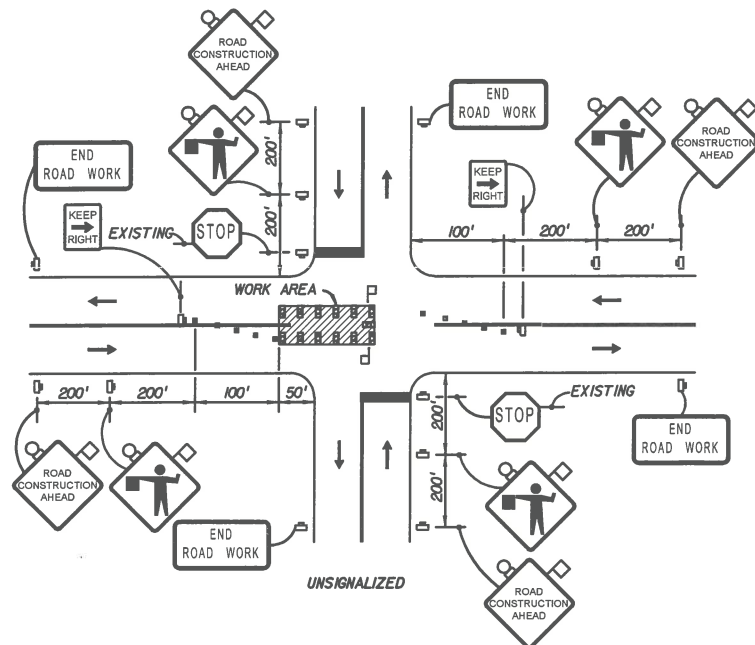 ROAD
CONSTRUCTION
AHEAD
END
ROAD WORK
ROAD
CONSTRUCTION
AHEAD
END
ROAD WORK
KEEP
RIGHT
200'
KEEP
RIGHT
EXISTING
STOP
200'
100'
200'
200'
WORK AREA
200'
200'
100'
50'
200'
STOP
EXISTING
END
ROAD WORK
ROAD
CONSTRUCTION
AHEAD
200'
END
ROAD WORK
UNSIGNALIZED
ROAD
CONSTRUCTION
AHEAD